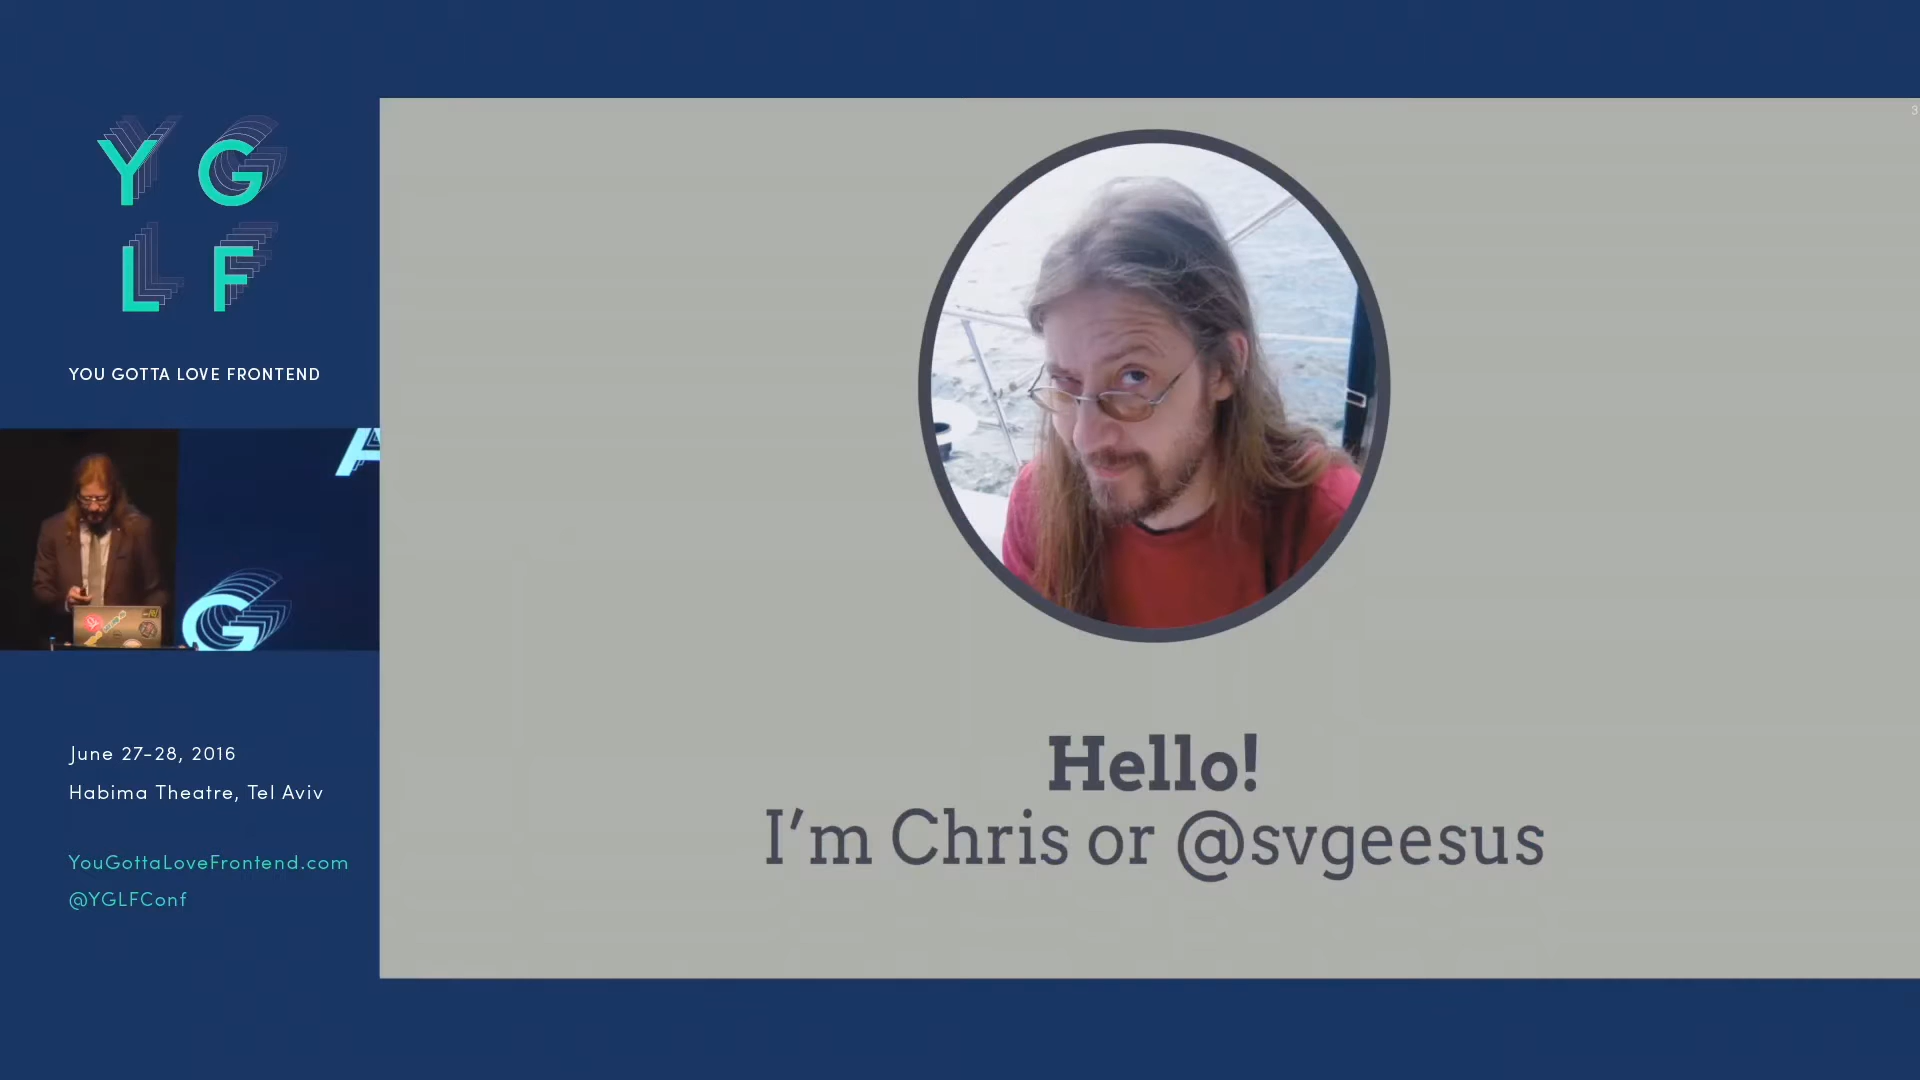 Y G
L F
YOU GOTTA LOVE FRONTEND
A
G
June 27-28, 2016
Habima Theatre, Tel Aviv
YouGottaLoveFrontend.com
@YGLFConf
3
Hello!
I’m Chris or @svgeesus